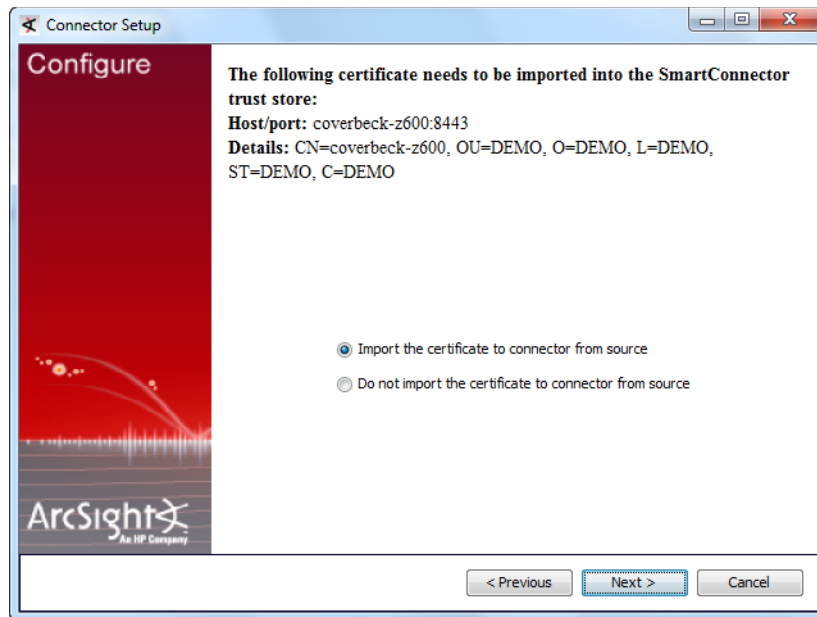 Connector Setup
Configure
The following certificate needs to be imported into the SmartConnector
trust store:
Host/port: coverbeck-z600:8443
Details: CN=coverbeck-z600, OU=DEMO, O=DEMO, L=DEMO,
ST=DEMO, C=DEMO
Import the certificate to connector from source
Do not import the certificate to connector from source
ArcSight
An HP Company
< Previous
Next >
Cancel